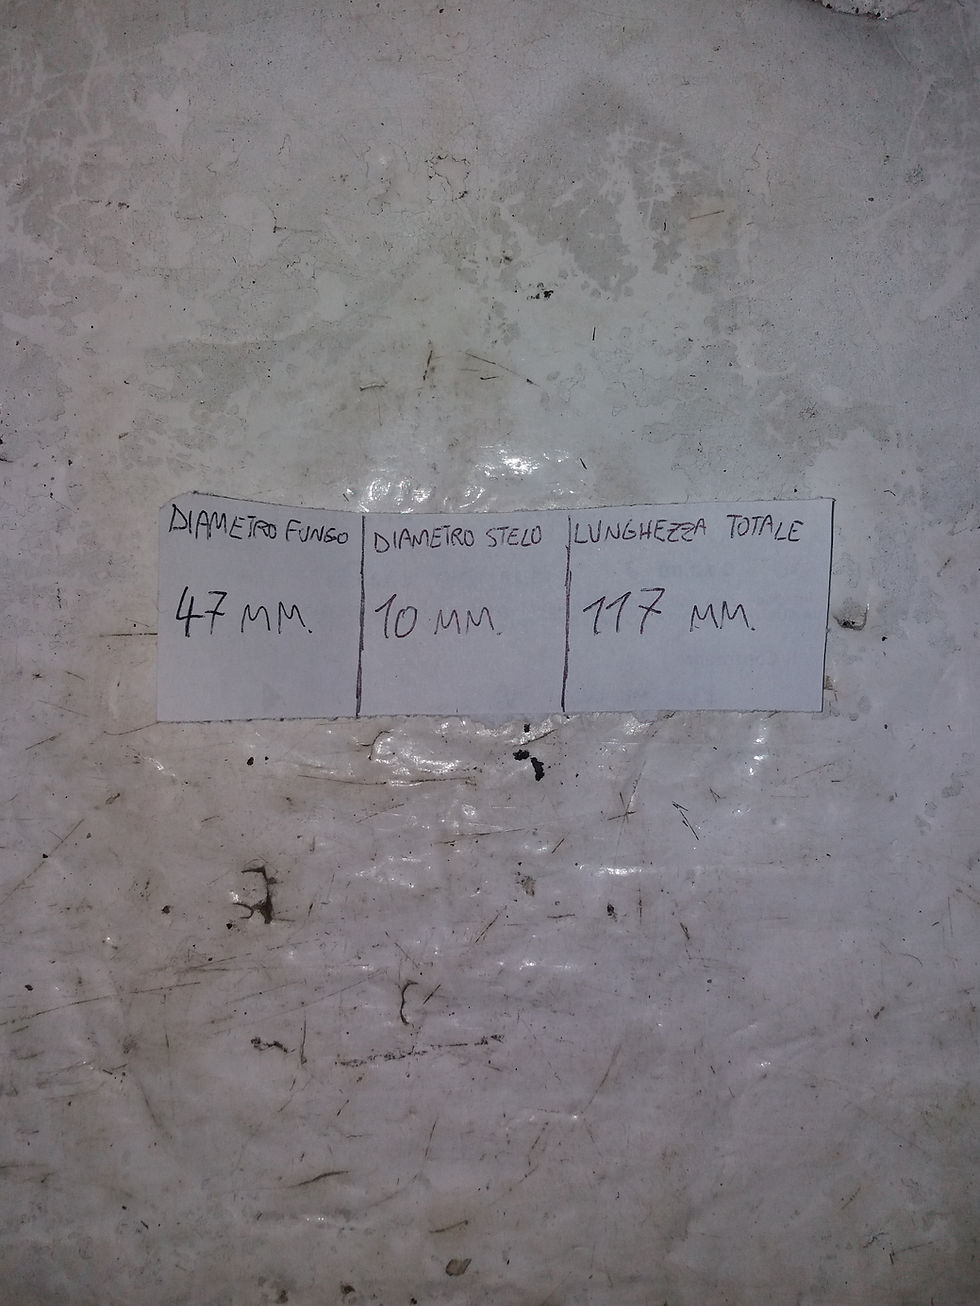 DIAMETRO FUNGO
47 MM.
DIAMETRO STELO
10 MM.
LUNGHEZZA TOTALE
117 MM.